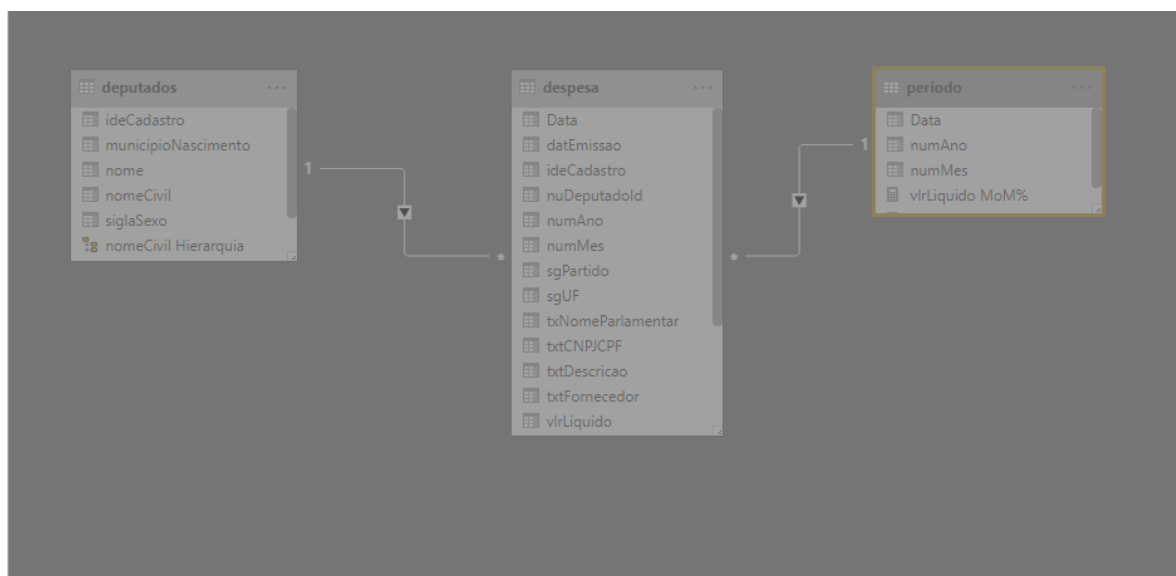 deputados
ideCadastro
municipioNascimento
nome
nomeCivil
siglaSexo
nomeCivil Hierarquia
1
*
despesa
Data
datEmissao
ideCadastro
nuDeputadoId
numAno
numMes
sgPartido
sgUF
txNomeParlamentar
txtCNPJCPF
txtDescricao
txtFornecedor
vlrLiquido
*
1
periodo
Data
numAno
numMes
vlrLiquido MoM%